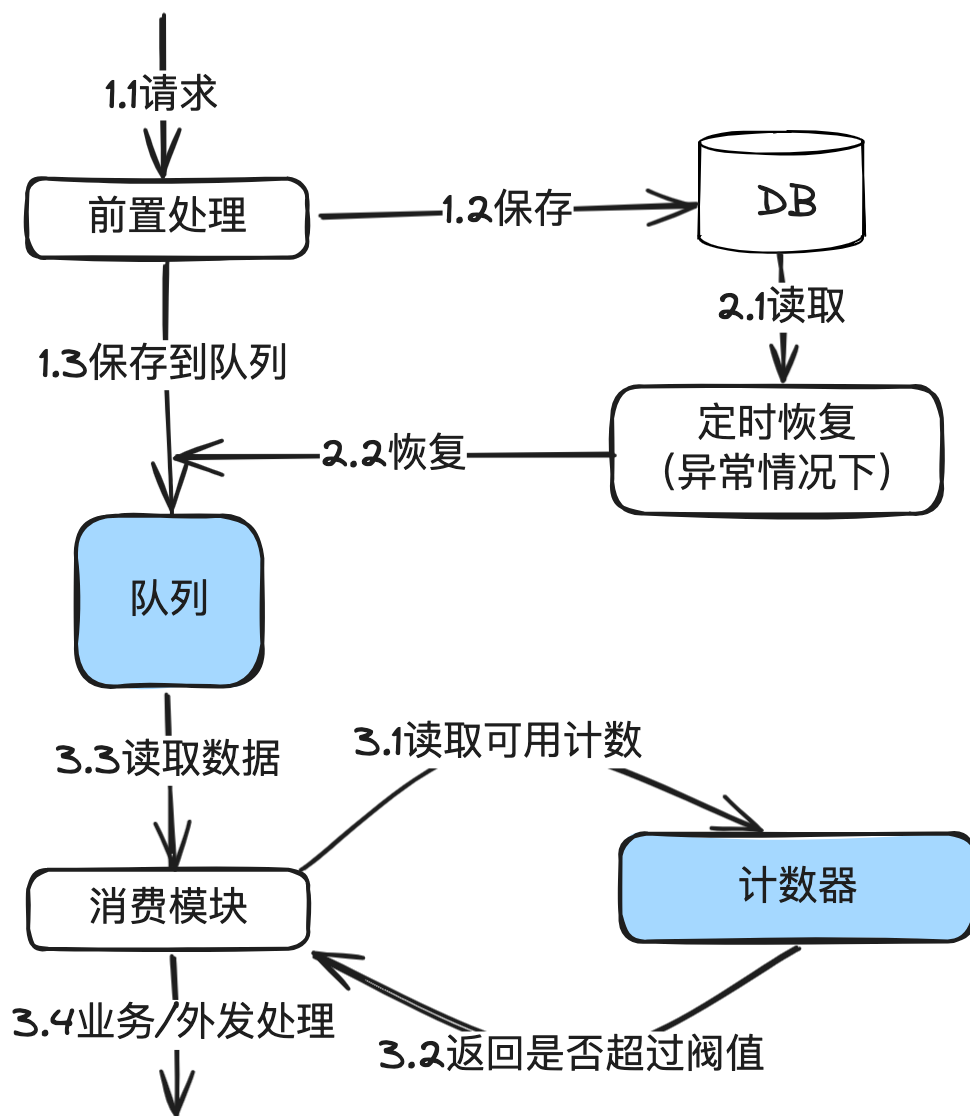 1.1请求
前置处理
1.2保存
DB
2.1读取
1.3保存到队列
定时恢复
（异常情况下）
2.2恢复
队列
3.3读取数据
3.1读取可用计数
计数器
消费模块
3.4业务/外发处理
3.2返回是否超过阀值